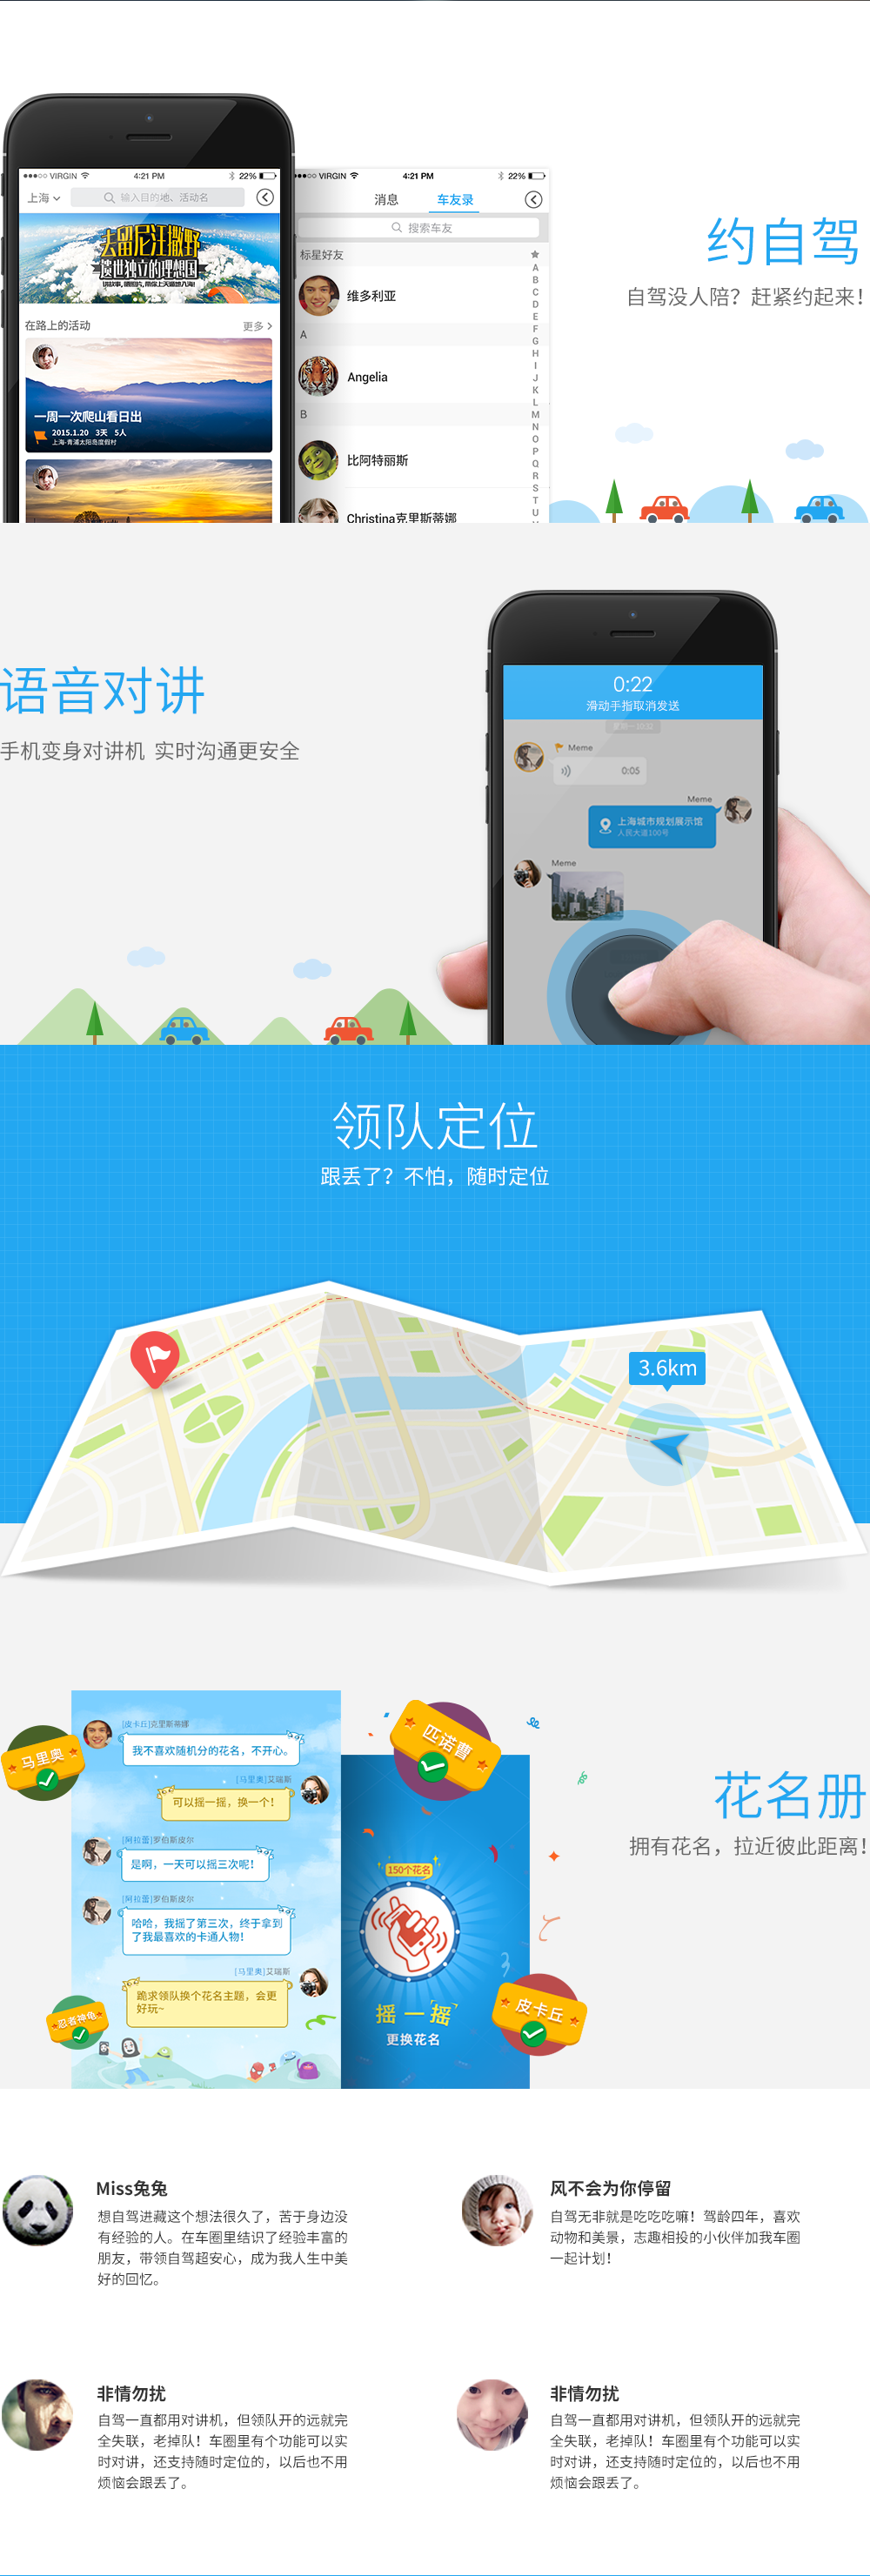 VIRGIN
4:21 PM
22%
上海
输入目的地、活动名
去留尼汪撒野
遗世独立的理想国
在路上的活动
更多
一周一次爬山看日出
2015.1.20 3天 5人
上海-青浦太阳岛度假村
VIRGIN
4:21 PM
22%
消息
车友录
搜索车友
标星好友
维多利亚
A
Angelia
B
比阿特丽斯
Christina克里斯蒂娜
A
B
C
D
E
F
G
H
I
J
K
L
M
N
O
P
Q
R
S
T
U
约自驾
自驾没人陪？赶紧约起来！
语音对讲
手机变身对讲机 实时沟通更安全
0:22
滑动手指取消发送
Meme
0:05
Meme
上海城市规划展示馆
人民大道100号
Meme
领队定位
跟丢了？不怕，随时定位
3.6km
马里奥
[皮卡丘]克里斯蒂娜
我不喜欢随机分的花名，不开心。
[马里奥]艾瑞斯
可以摇一摇，换一个！
[阿拉蕾]罗伯斯皮尔
是啊，一天可以摇三次呢！
[阿拉蕾]罗伯斯皮尔
哈哈，我摇了第三次，终于拿到
了我最喜欢的卡通人物！
[马里奥]艾瑞斯
跪求领队换个花名主题，会更
好玩~
忍者神龟
匹诺曹
150个花名
摇一摇
更换花名
皮卡丘
花名册
拥有花名，拉近彼此距离！
Miss兔兔
想自驾进藏这个想法很久了，苦于身边没
有经验的人。在车圈里结识了经验丰富的
朋友，带领自驾超安心，成为我人生中美
好的回忆。
风不会为你停留
自驾无非就是吃吃吃嘛！驾龄四年，喜欢
动物和美景，志趣相投的小伙伴加我车圈
一起计划！
非情勿扰
自驾一直都用对讲机，但领队开的远就完
全失联，老掉队！车圈里有个功能可以实
时对讲，还支持随时定位的，以后也不用
烦恼会跟丢了。
非情勿扰
自驾一直都用对讲机，但领队开的远就完
全失联，老掉队！车圈里有个功能可以实
时对讲，还支持随时定位的，以后也不用
烦恼会跟丢了。